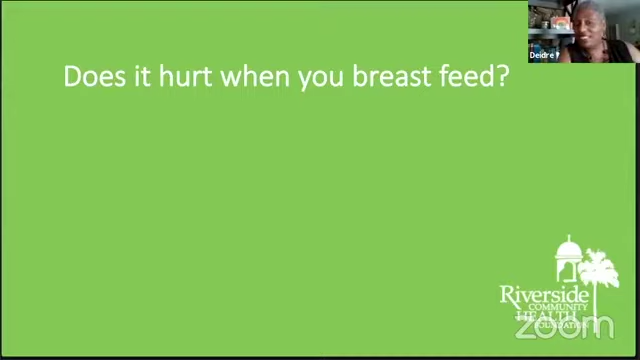 Deidre
Does it hurt when you breast feed?
Riverside
COMMUNITY
HEALTH
FOUNDATION
zoom